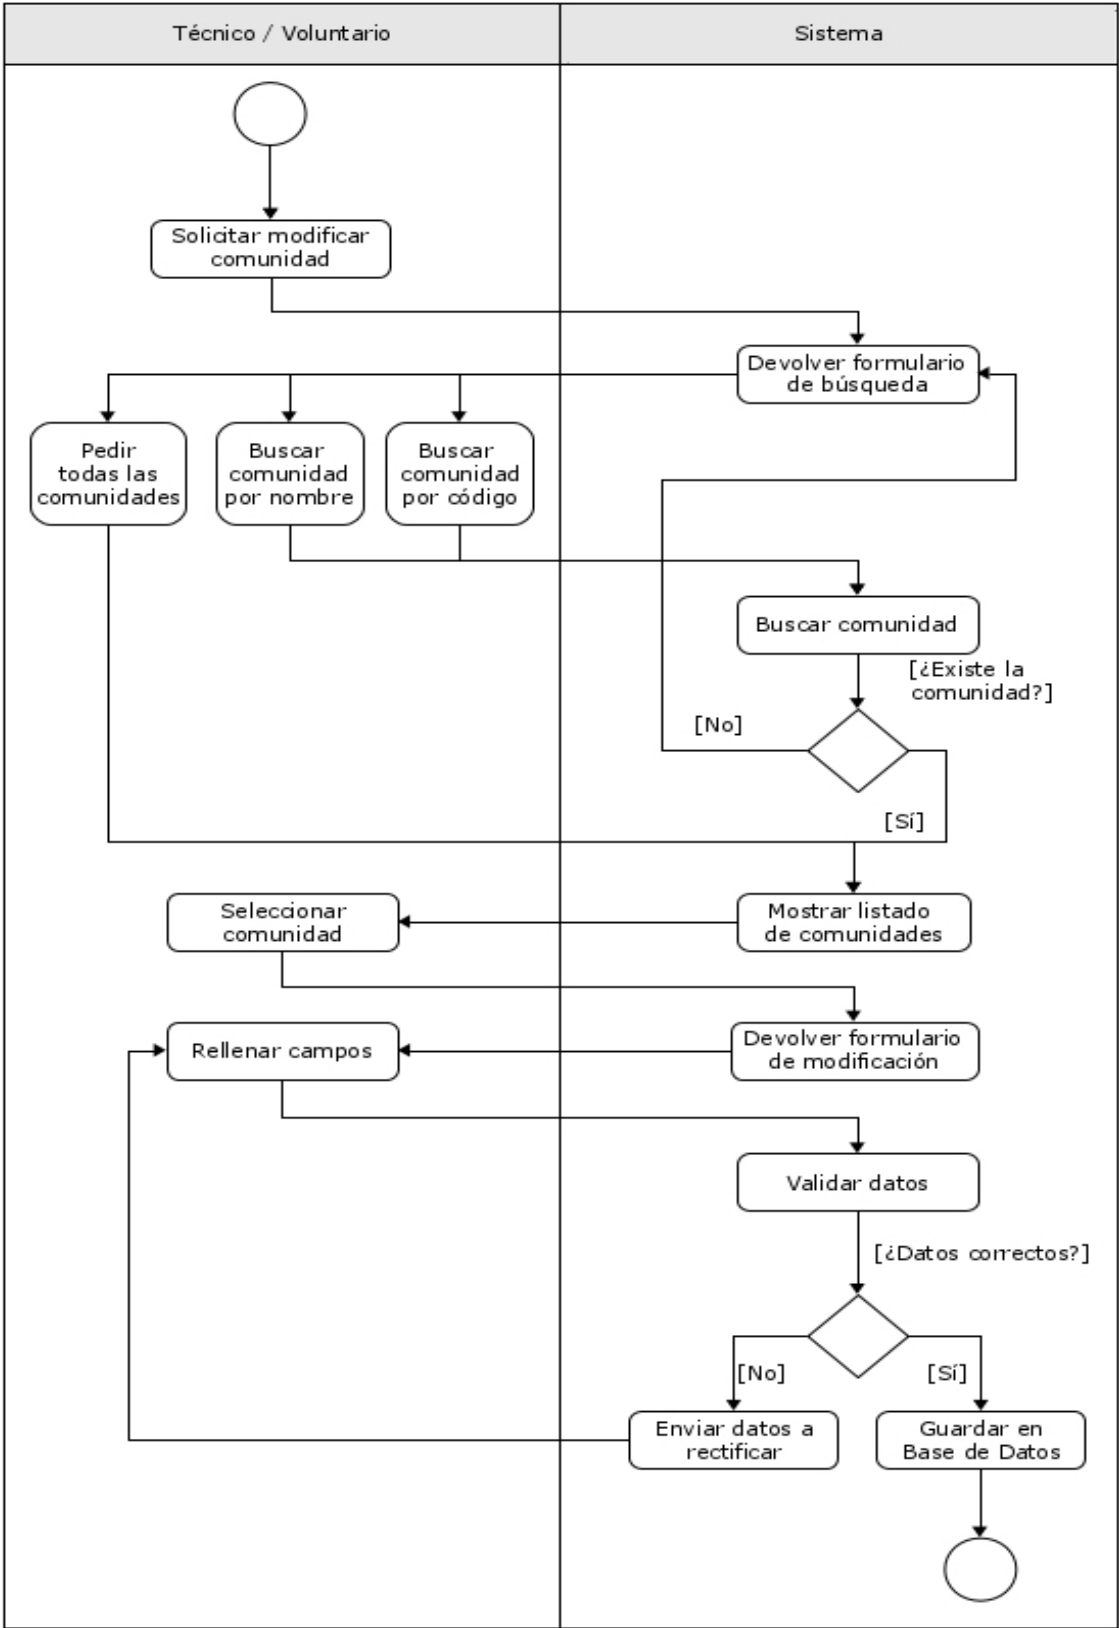 Técnico / Voluntario
Sistema
Solicitar modificar
comunidad
Devolver formulario
de búsqueda
Pedir
todas las
comunidades
Buscar
comunidad
por nombre
Buscar
comunidad
por código
Buscar comunidad
[¿Existe la
comunidad?]
[No]
[Sí]
Seleccionar
comunidad
Mostrar listado
de comunidades
Rellenar campos
Devolver formulario
de modificación
Validar datos
[¿Datos correctos?]
[No]
[Sí]
Enviar datos a
rectificar
Guardar en
Base de Datos